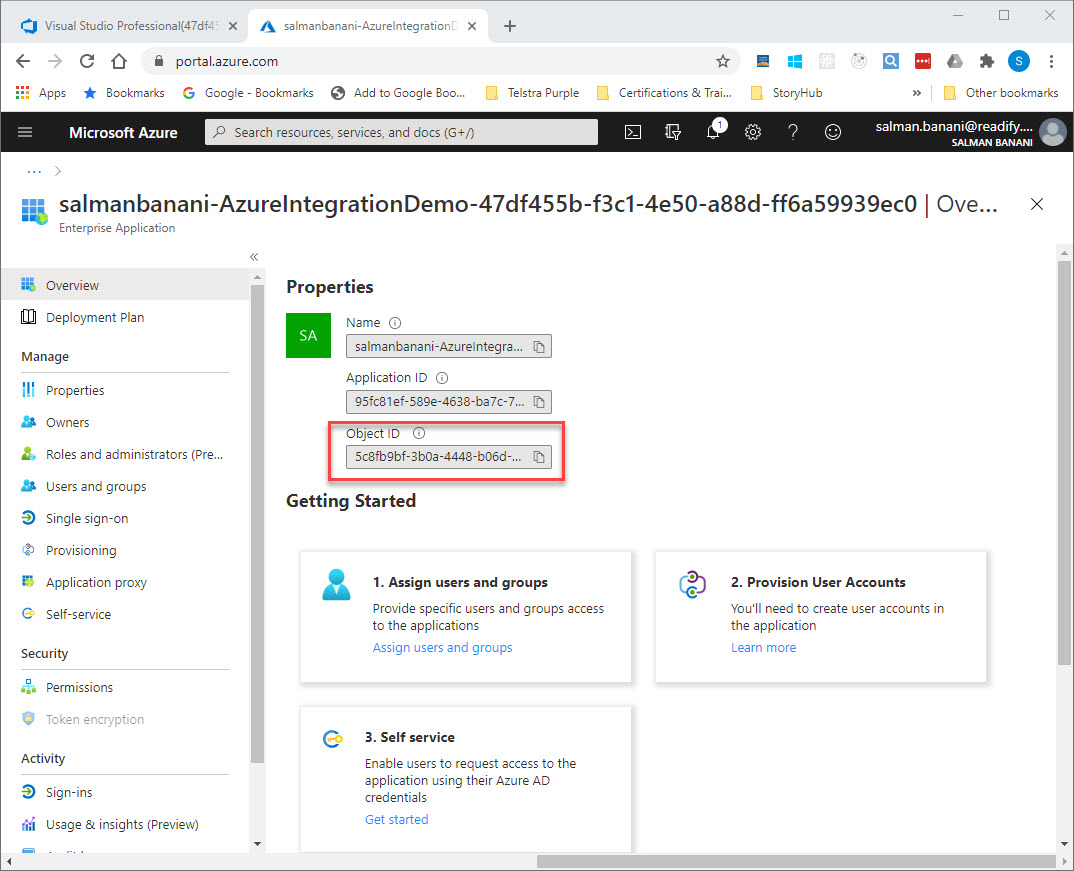 Visual Studio Professional(47df45
salmanbanani-AzureIntegrationD
portal.azure.com
S
Apps
Bookmarks
Google - Bookmarks
Add to Google Boo...
Telstra Purple
Certifications & Trai...
StoryHub
»
Other bookmarks
Microsoft Azure
Search resources, services, and docs (G+/)
1
salman.banani@readify....
SALMAN BANANI
...
salmanbanani-AzureIntegrationDemo-47df455b-f3c1-4e50-a88d-ff6a59939ec0 | Ove...
Enterprise Application
«
Overview
Deployment Plan
Manage
Properties
Owners
Roles and administrators (Pre...
Users and groups
Single sign-on
Provisioning
Application proxy
Self-service
Security
Permissions
Token encryption
Activity
Sign-ins
Usage & insights (Preview)
Properties
SA
Name
salmanbanani-AzureIntegra...
Application ID
95fc81ef-589e-4638-ba7c-7...
Object ID
5c8fb9bf-3b0a-4448-b06d-...
Getting Started
1. Assign users and groups
Provide specific users and groups access
to the applications
Assign users and groups
2. Provision User Accounts
You'll need to create user accounts in
the application
Learn more
3. Self service
Enable users to request access to the
application using their Azure AD
credentials
Get started